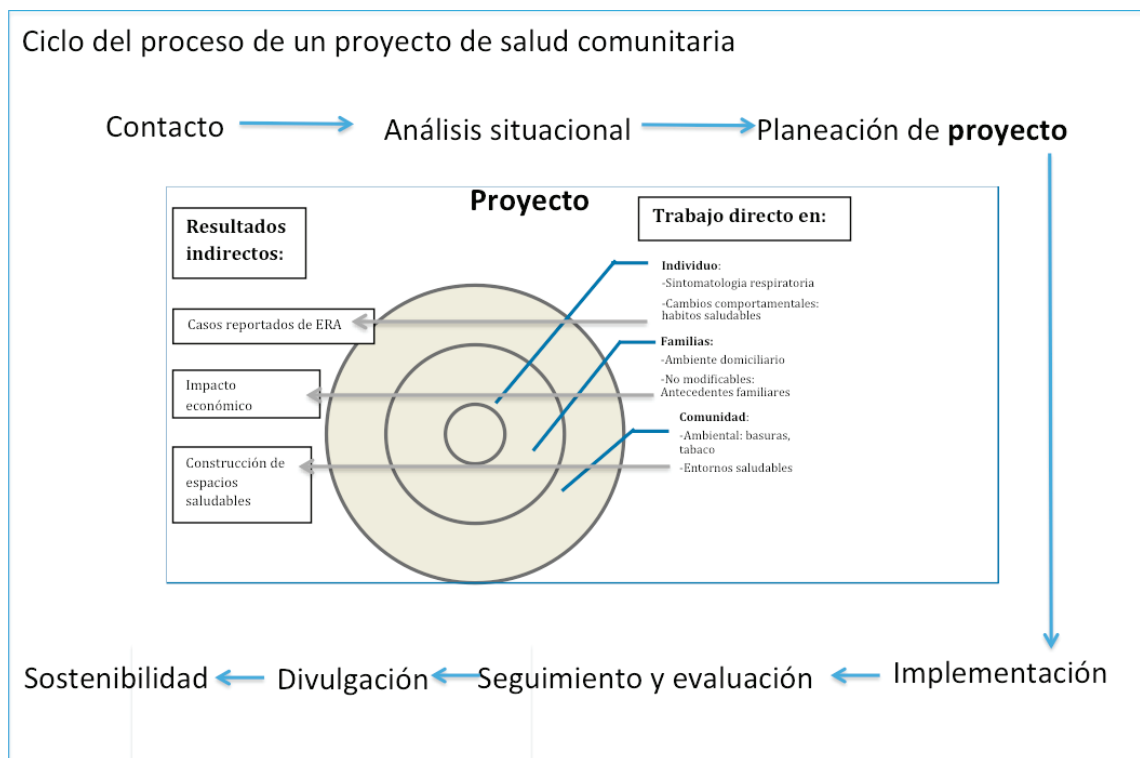 Ciclo del proceso de un proyecto de salud comunitaria
Contacto
Análisis situacional
Planeación de proyecto
Proyecto
Resultados
indirectos:
Trabajo directo en:
Individuo:
-Sintomatologia respiratoria
-Cambios comportamentales:
habitos saludables
Casos reportados de ERA
Familias:
-Ambiente domiciliario
-No modificables:
Antecedentes familiares
Impacto
económico
Comunidad:
-Ambiental: basuras,
tabaco
-Entornos saludables
Construcción de
espacios
saludables
Sostenibilidad
Divulgación
Seguimiento y evaluación
Implementación